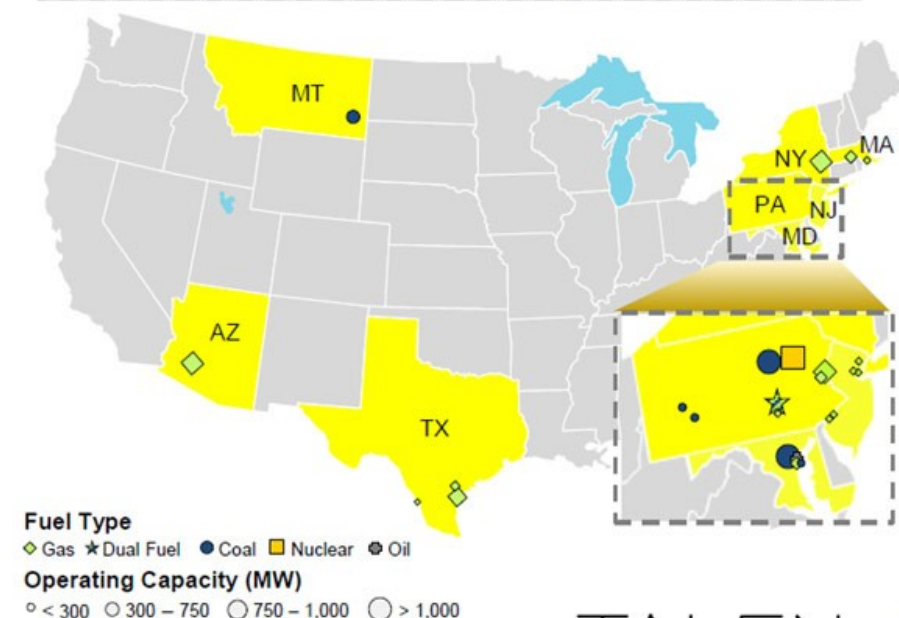 MT
NY
MA
PA
NJ
MD
AZ
TX
Fuel Type
Gas Dual Fuel Coal Nuclear Oil
Operating Capacity (MW)
< 300 300 – 750 750 – 1,000 > 1,000